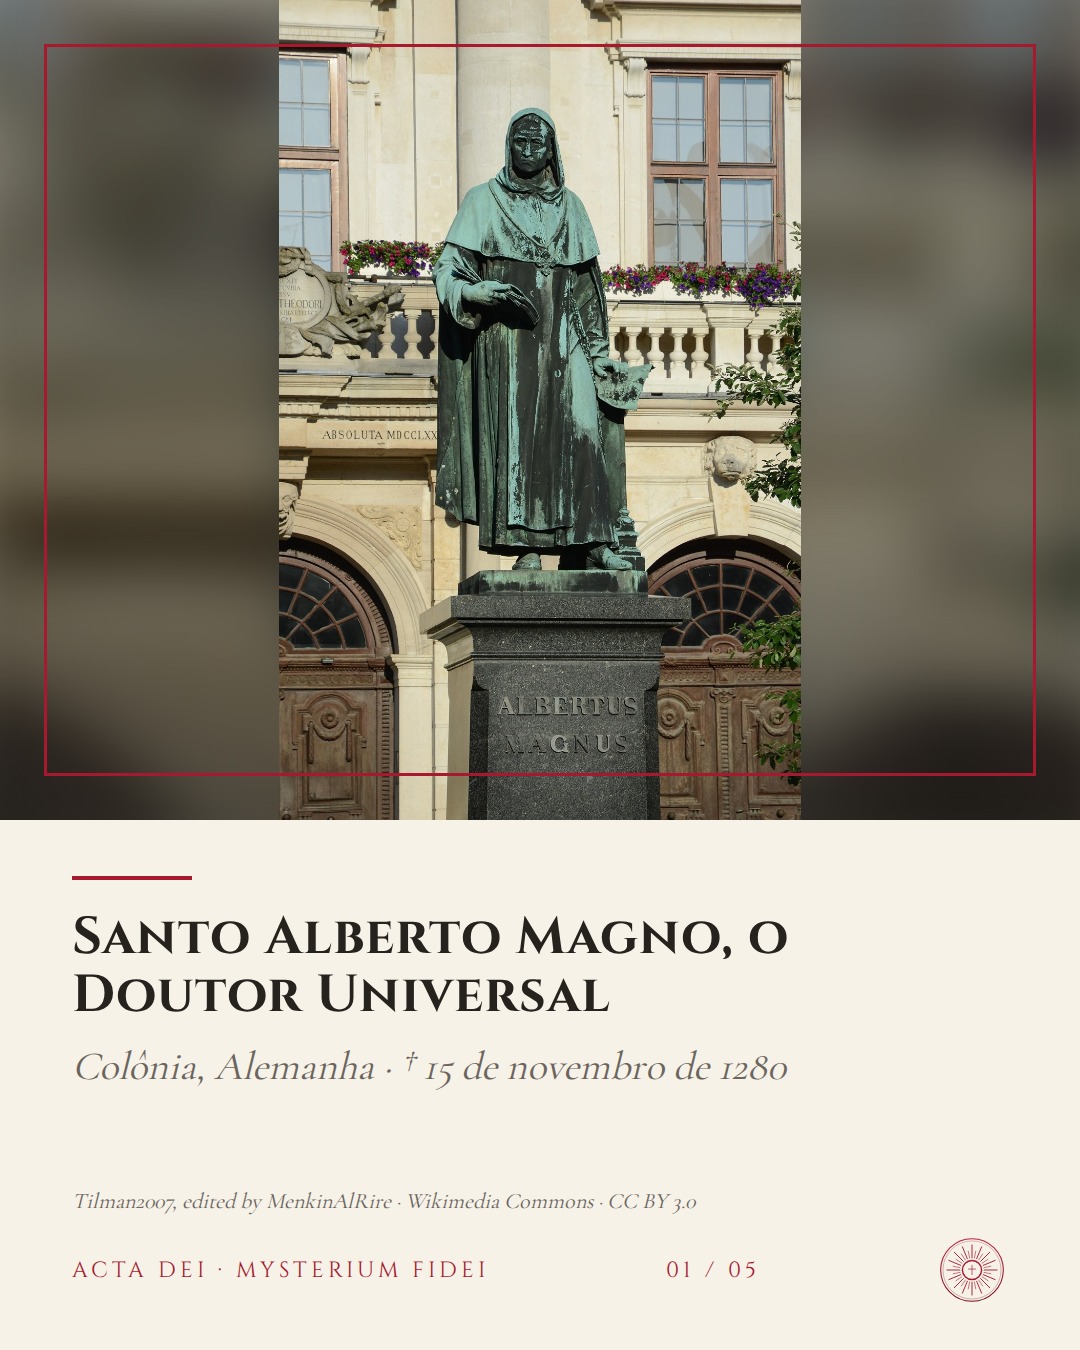 THEODORI
ABSOLUTA MDCCLXX
ALBERTUS
MAGNUS
Santo Alberto Magno, o
Doutor Universal
Colônia, Alemanha · † 15 de novembro de 1280
Tilman2007, edited by MenkinAlRire · Wikimedia Commons · CC BY 3.0
ACTA DEI · MYSTERIUM FIDEI
01 / 05